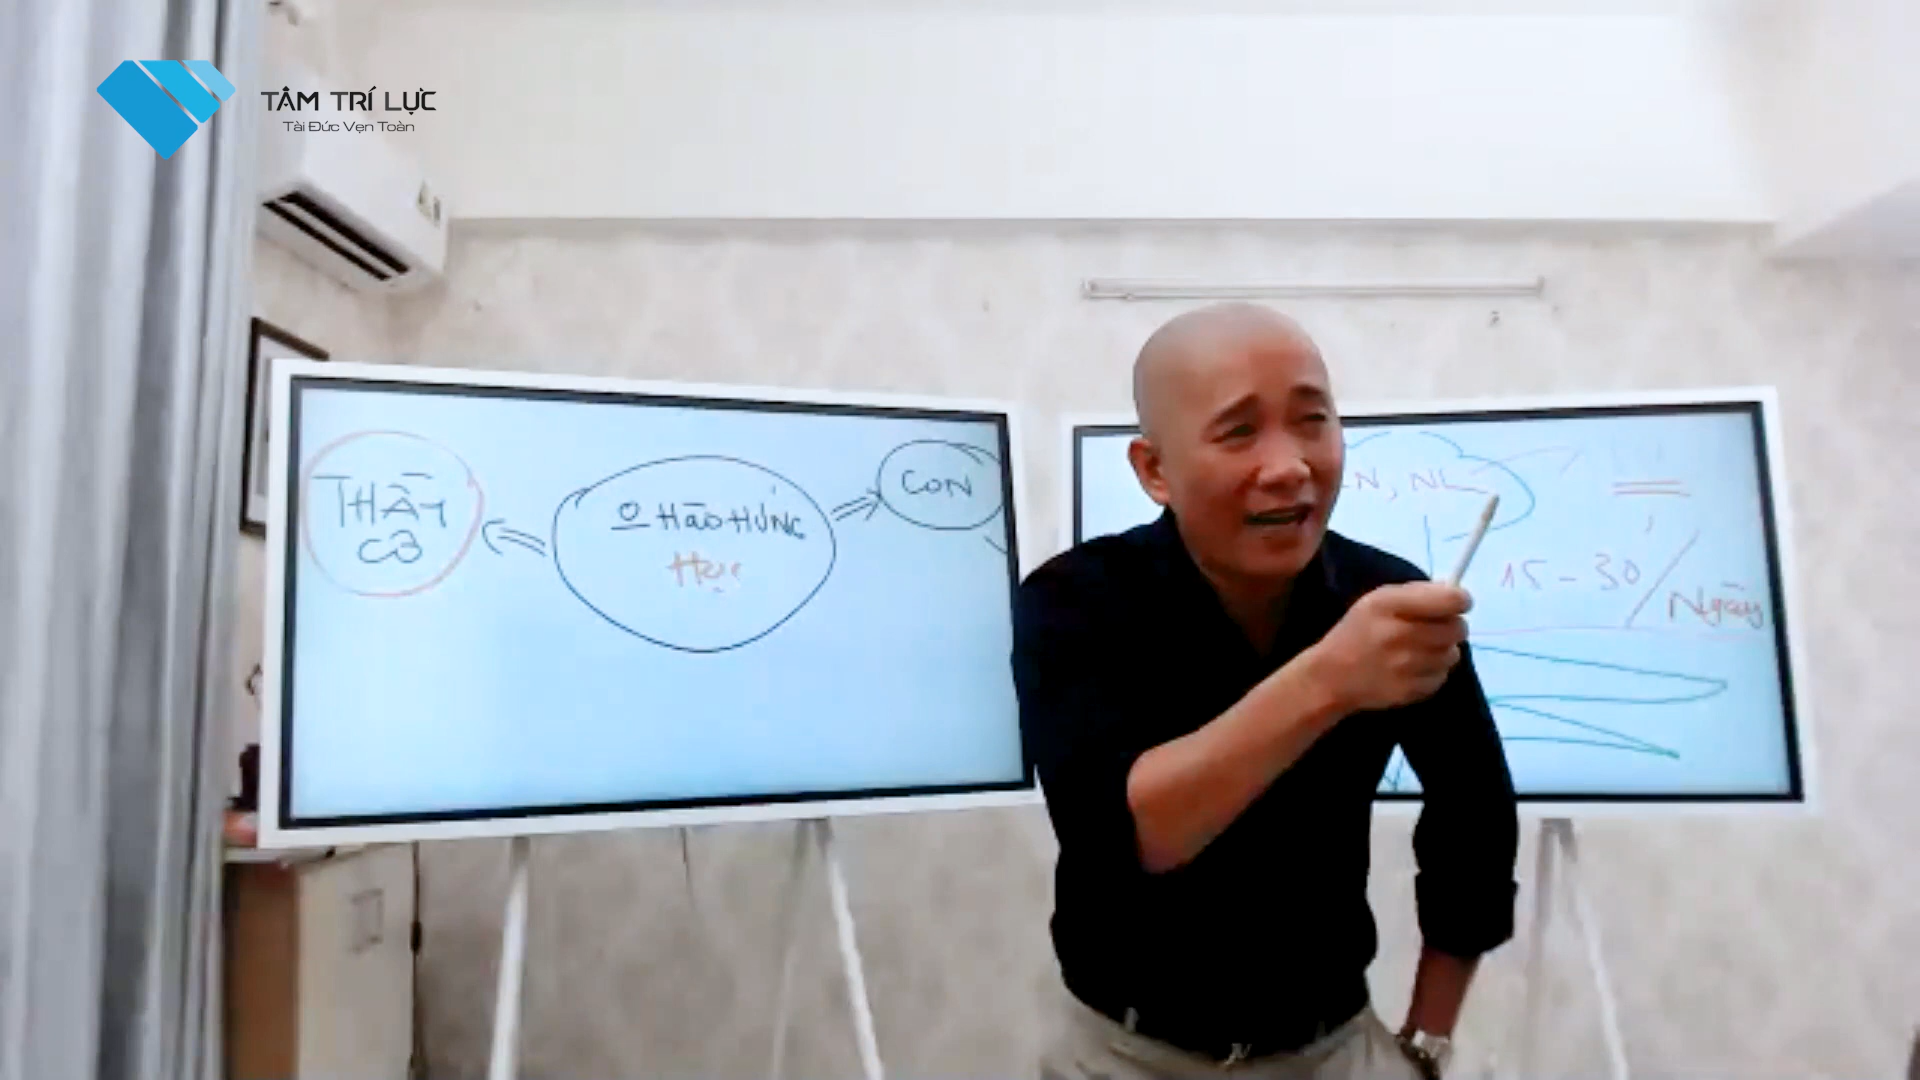 TÂM TRÍ LỰC
Tài Đức Vẹn Toàn
THẦY
CÔ
HÀO HỨNG
Học
CON
15 - 30
Ngày